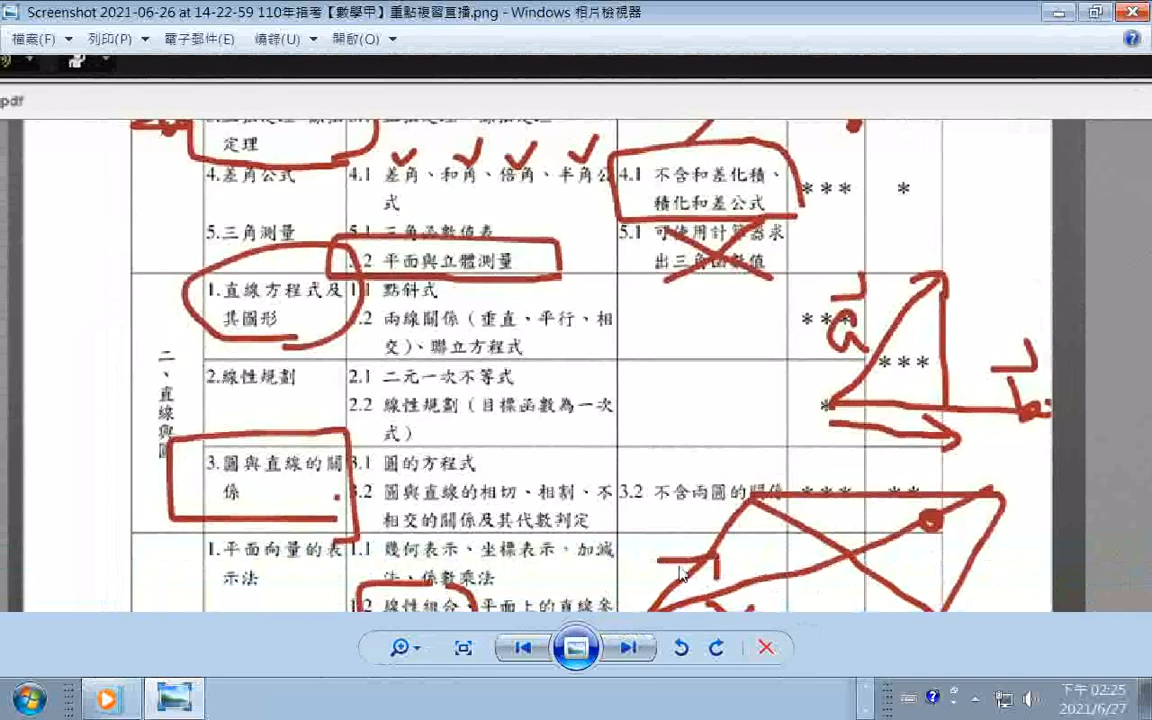 Screenshot 2021-06-26 at 14-22-59 110年指考【數學甲】重點複習直播.png - Windows 相片檢視器
檔案(F) 列印(P) 電子郵件(E) 燒錄(U) 開啟(O)
pdf
定理
4.差角公式 4.1 差角、和角、倍角、半角公 4.1 不含和差化積、 *** *
式 積化和差公式
5.三角測量 5.1 三角函數值表 5.1 可使用計算器求
5.2 平面與立體測量 出三角函數值
二、直線與圓
1.直線方程式及 1.1 點斜式
其圖形 1.2 兩線關係（垂直、平行、相
交）、聯立方程式
***
2.線性規劃 2.1 二元一次不等式
2.2 線性規劃（目標函數為一次
式）
3.圓與直線的關 3.1 圓的方程式
係 3.2 圓與直線的相切、相割、不 3.2 不含兩圓的關係 *** **
相交的關係及其代數判定
1.平面向量的表 1.1 幾何表示、坐標表示，加減
示法 法、係數乘法
1.2 線性組合、平面上的直線參
下午 02:25
2021/6/27